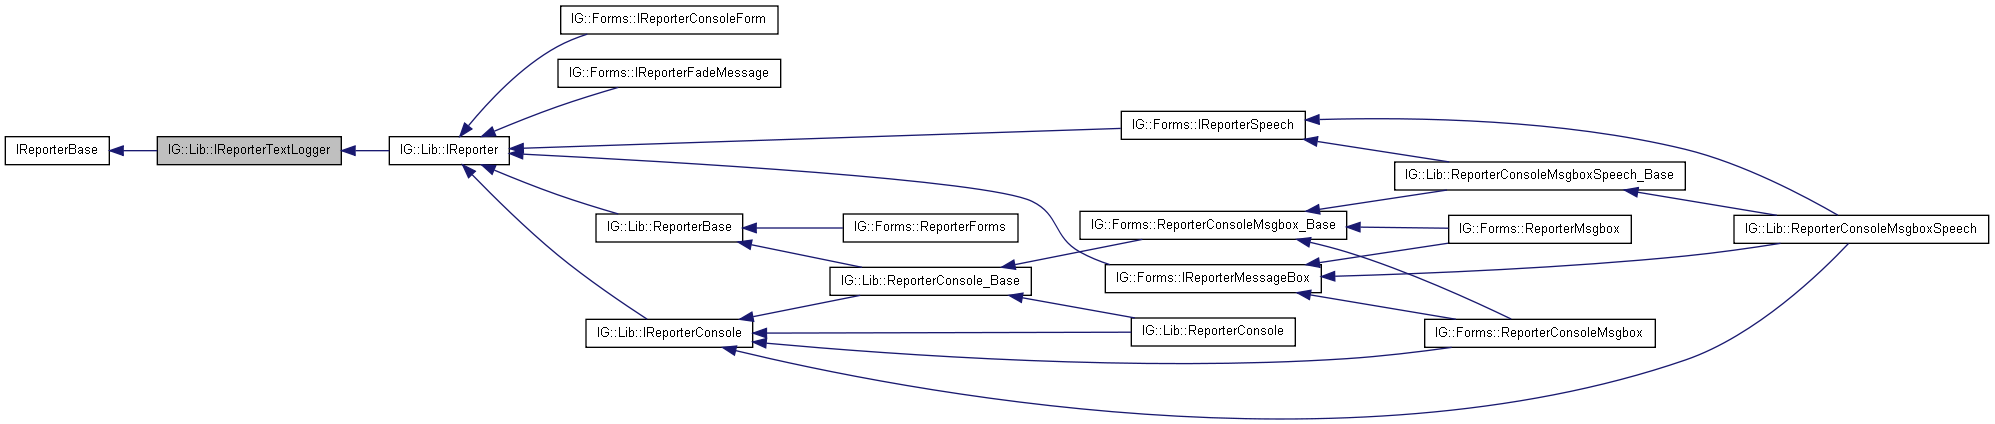 IG::Forms::IReporterConsoleForm
IG::Forms::IReporterFadeMessage
IG::Forms::IReporterSpeech
IReporterBase
IG::Lib::IReporterTextLogger
IG::Lib::IReporter
IG::Lib::ReporterConsoleMsgboxSpeech_Base
IG::Lib::ReporterBase
IG::Forms::ReporterForms
IG::Forms::ReporterConsoleMsgbox_Base
IG::Forms::ReporterMsgbox
IG::Lib::ReporterConsoleMsgboxSpeech
IG::Lib::ReporterConsole_Base
IG::Forms::IReporterMessageBox
IG::Lib::IReporterConsole
IG::Lib::ReporterConsole
IG::Forms::ReporterConsoleMsgbox